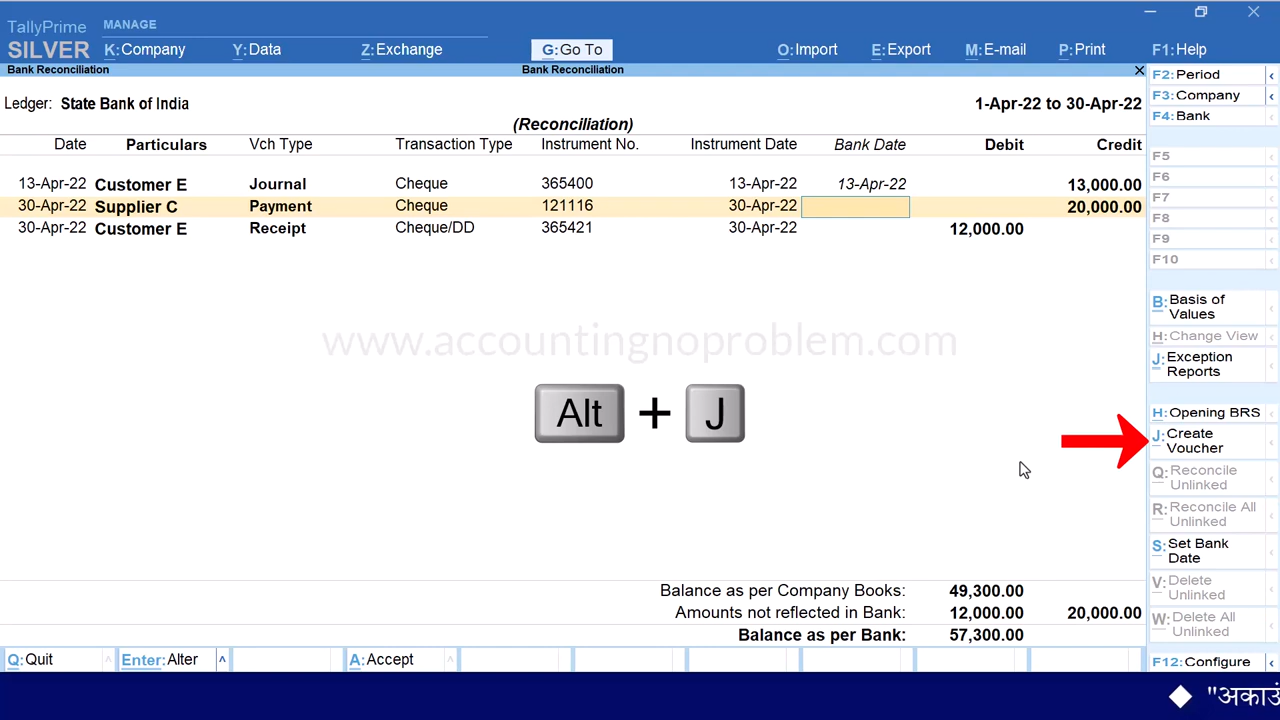 TallyPrime
MANAGE
SILVER K:Company Y:Data Z:Exchange G:Go To O:Import E:Export M:E-mail P:Print F1:Help
Bank Reconciliation Bank Reconciliation
F2:Period
F3:Company
F4:Bank
F5
F6
F7
F8
F9
F10
B:Basis of
Values
H:Change View
J:Exception
Reports
H:Opening BRS
J:Create
Voucher
Q:Reconcile
Unlinked
R:Reconcile All
Unlinked
S:Set Bank
Date
V:Delete
Unlinked
W:Delete All
Unlinked
F12:Configure
Ledger: State Bank of India 1-Apr-22 to 30-Apr-22
(Reconciliation)
Date Particulars Vch Type Transaction Type Instrument No. Instrument Date Bank Date Debit Credit
13-Apr-22 Customer E Journal Cheque 365400 13-Apr-22 13-Apr-22 13,000.00
30-Apr-22 Supplier C Payment Cheque 121116 30-Apr-22 20,000.00
30-Apr-22 Customer E Receipt Cheque/DD 365421 30-Apr-22 12,000.00
www.accountingnoproblem.com
Alt + J
Balance as per Company Books: 49,300.00
Amounts not reflected in Bank: 12,000.00 20,000.00
Balance as per Bank: 57,300.00
Q:Quit Enter:Alter A:Accept